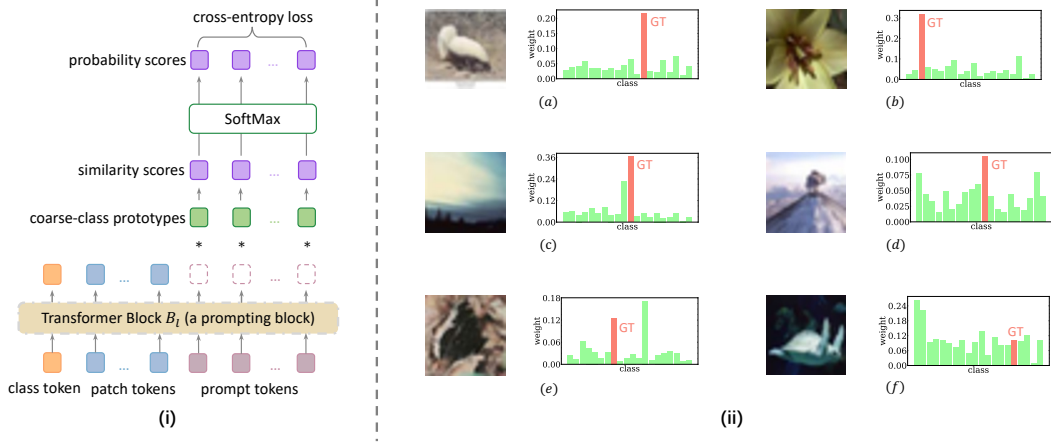 cross-entropy loss
probability scores
...
SoftMax
similarity scores
...
coarse-class prototypes
...
* * *
... ...
Transformer Block B_l (a prompting block)
... ...
class token patch tokens prompt tokens
(i)
weight
0.20
0.15
0.10
0.05
0.00
GT
class
(a)
weight
0.3
0.2
0.1
0.0
GT
class
(b)
weight
0.36
0.24
0.12
0.00
GT
class
(c)
weight
0.100
0.075
0.050
0.025
0.000
GT
class
(d)
weight
0.18
0.12
0.06
0.00
GT
class
(e)
weight
0.24
0.18
0.12
0.06
0.00
GT
class
(f)
(ii)